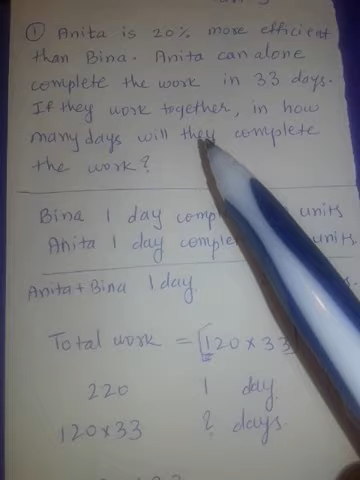 ① Anita is 20% more efficient
than Bina. Anita can alone
complete the work in 33 days.
If they work together, in how
many days will they complete
the work?
Bina 1 day comp units
Anita 1 day comple units
Anita + Bina 1 day
Total work = [120 × 33]
220 1 day
120 × 33 ? days.